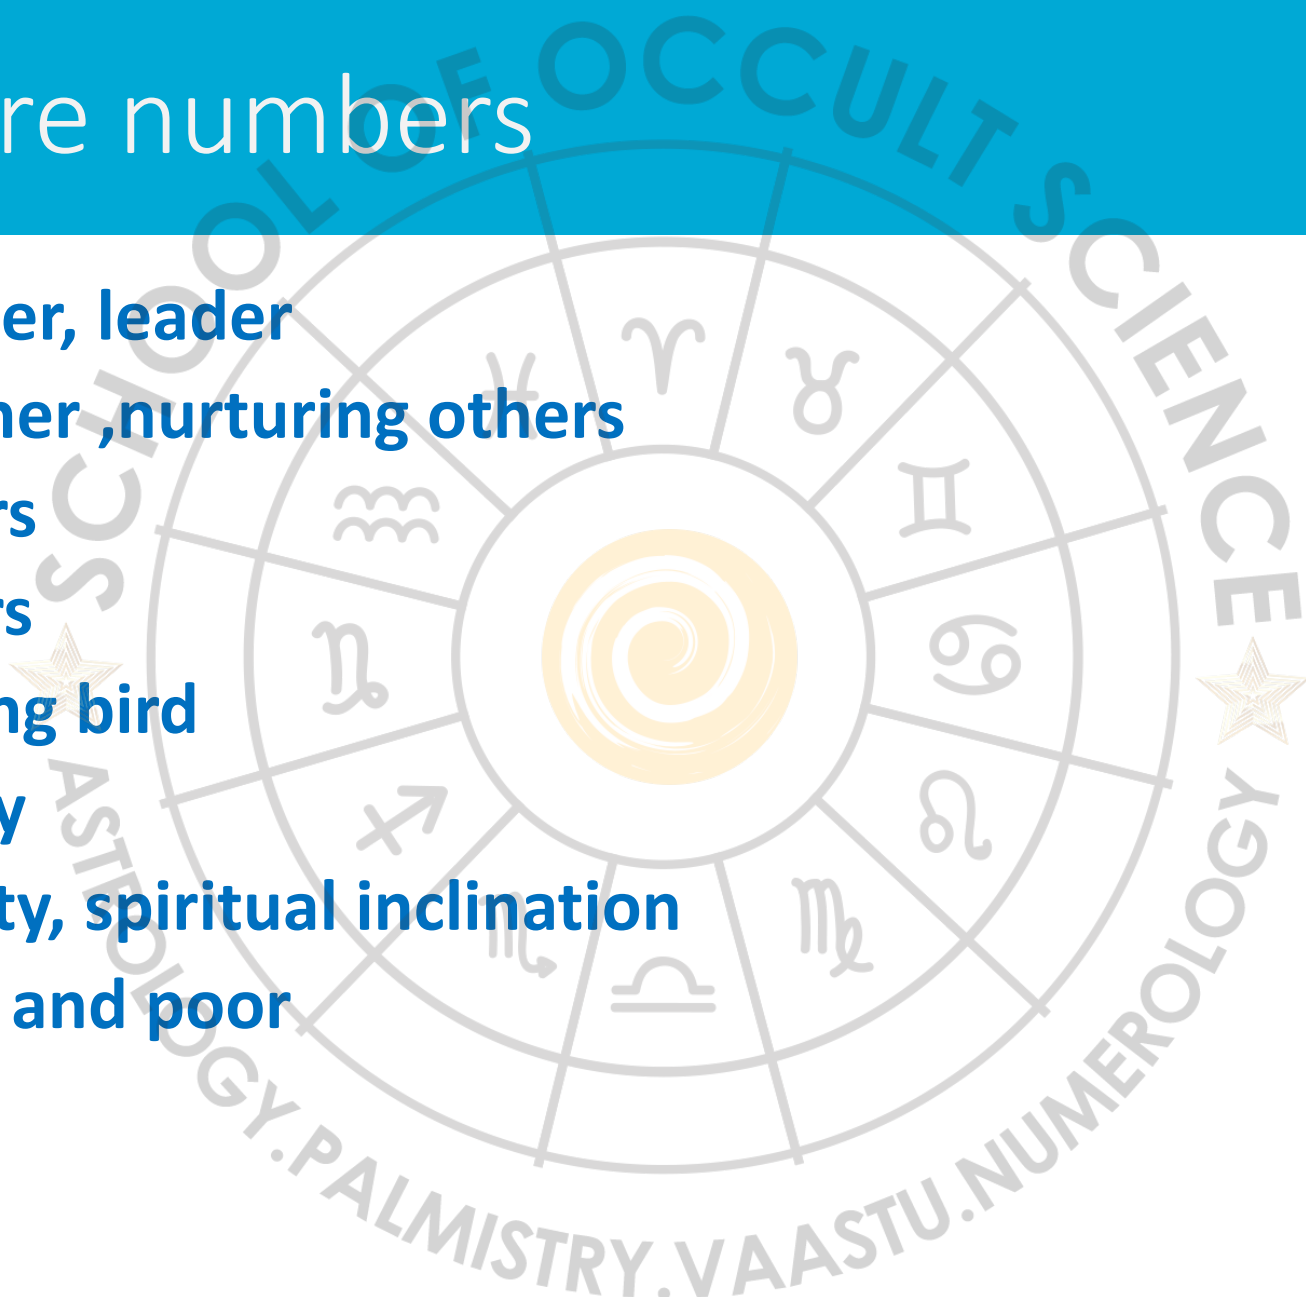 re numbers
er, leader
ner ,nurturing others
rs
rs
ng bird
y
ty, spiritual inclination
and poor
SCHOOL OF OCCULT SCIENCE
ASTROLOGY.PALMISTRY.VAASTU.NUMEROLOGY